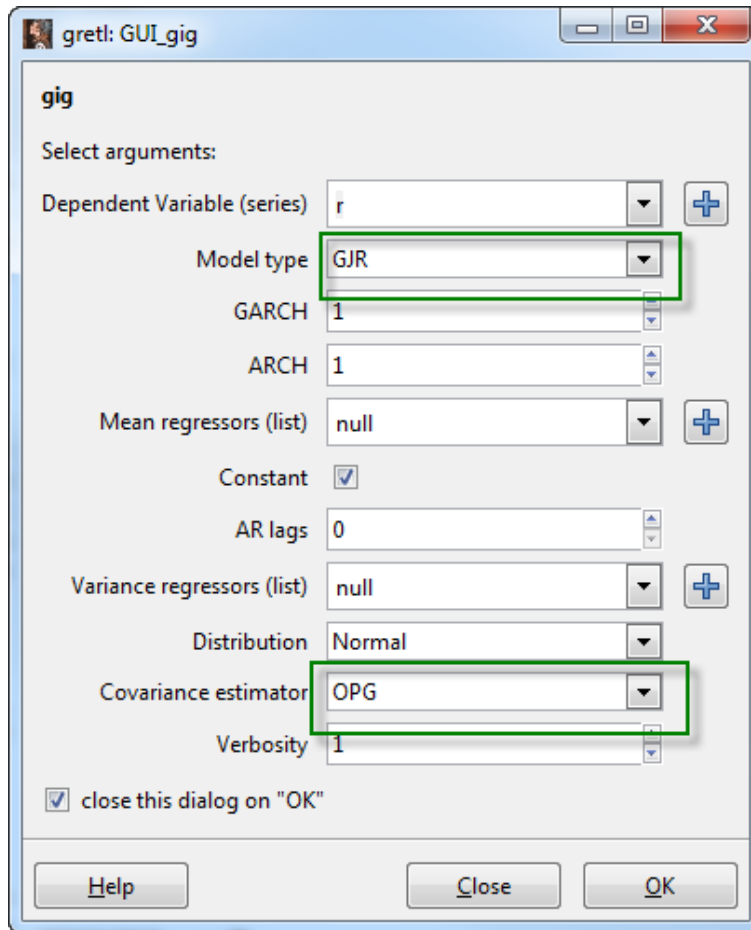 gretl: GUI_gig
gig
Select arguments:
Dependent Variable (series) r
Model type GJR
GARCH 1
ARCH 1
Mean regressors (list) null
Constant
AR lags 0
Variance regressors (list) null
Distribution Normal
Covariance estimator OPG
Verbosity 1
close this dialog on "OK"
Help Close OK